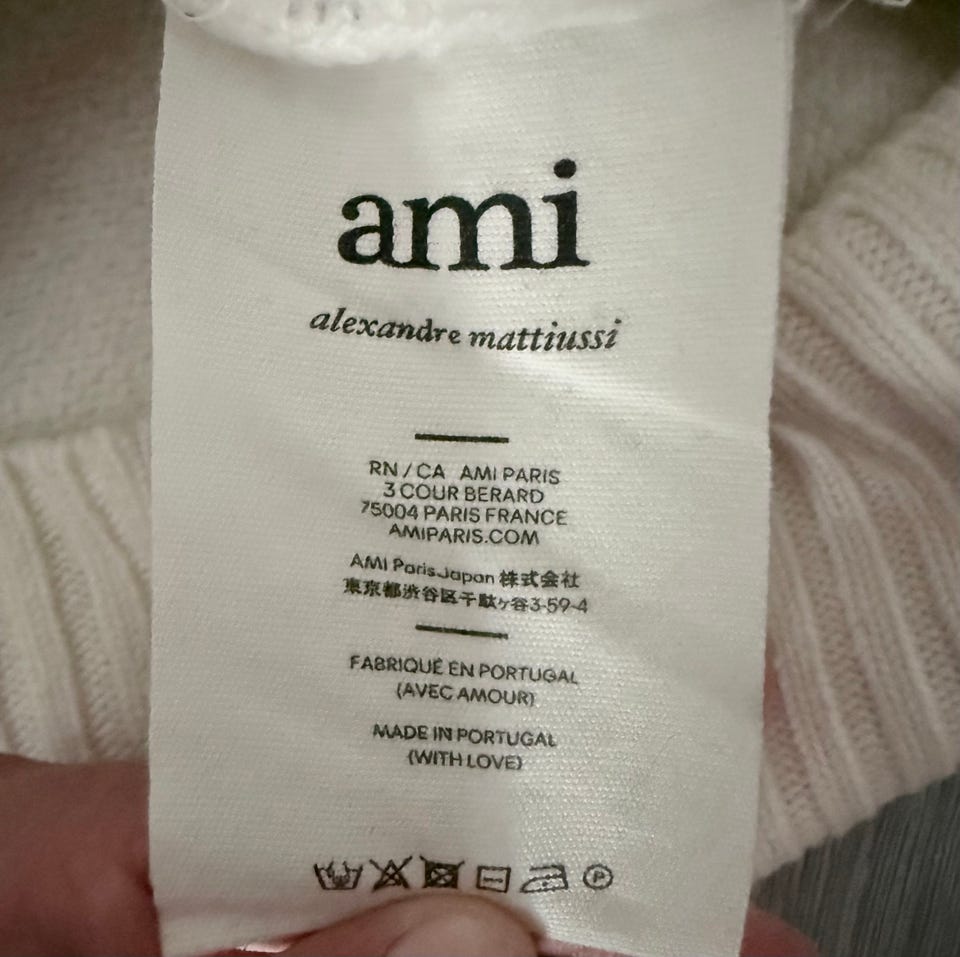 ami
alexandre mattiussi
RN / CA AMI PARIS
3 COUR BERARD
75004 PARIS FRANCE
AMIPARIS.COM
AMI Paris Japan 株式会社
東京都渋谷区千駄ヶ谷3-59-4
FABRIQUÉ EN PORTUGAL
(AVEC AMOUR)
MADE IN PORTUGAL
(WITH LOVE)
P